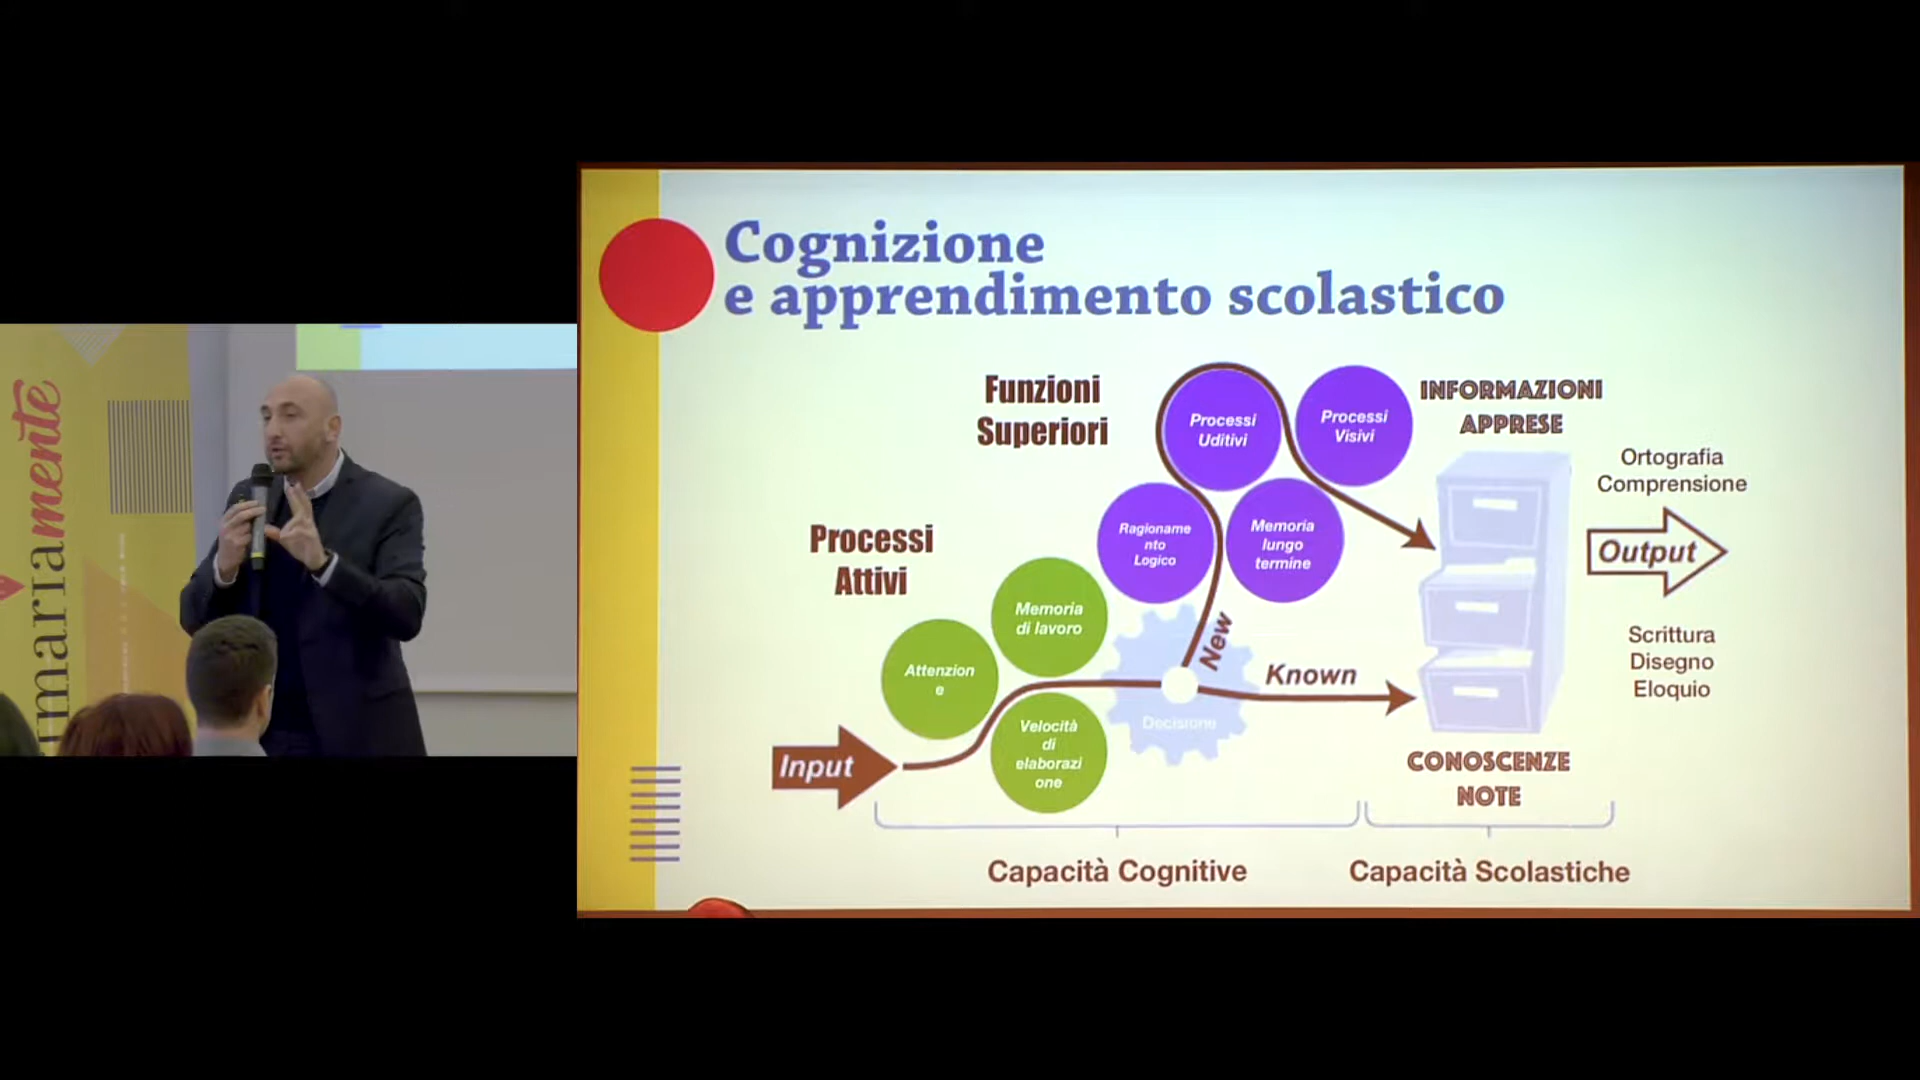 imariamente
Cognizione
e apprendimento scolastico
Funzioni
Superiori
Processi
Uditivi
Processi
Visivi
INFORMAZIONI
APPRESE
Ortografia
Comprensione
Processi
Attivi
Ragioname
nto
Logico
Memoria
lungo
termine
Output
Memoria
di lavoro
Attenzion
e
New
Known
Scrittura
Disegno
Eloquio
Velocità
di
elaborazi
one
Decisione
Input
CONOSCENZE
NOTE
Capacità Cognitive
Capacità Scolastiche